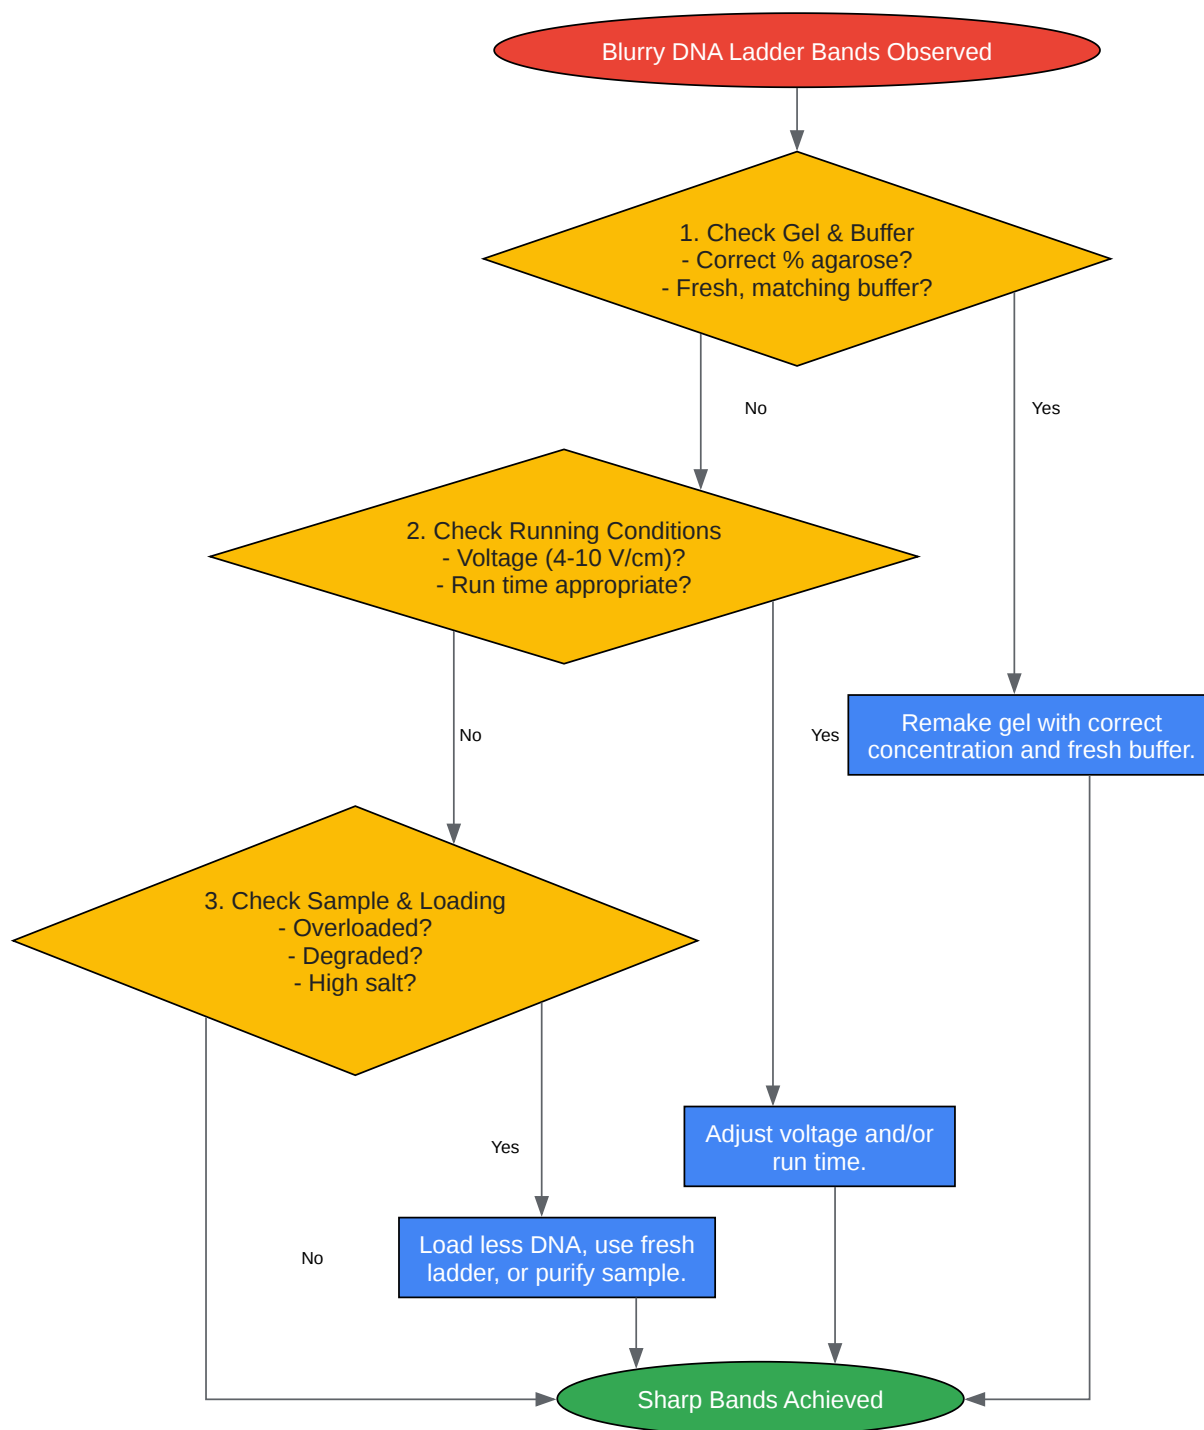 Blurry DNA Ladder Bands Observed
1. Check Gel & Buffer
- Correct % agarose?
- Fresh, matching buffer?
No
Yes
2. Check Running Conditions
- Voltage (4-10 V/cm)?
- Run time appropriate?
No
Yes
Remake gel with correct
concentration and fresh buffer.
3. Check Sample & Loading
- Overloaded?
- Degraded?
- High salt?
Yes
Adjust voltage and/or
run time.
No
Load less DNA, use fresh
ladder, or purify sample.
Sharp Bands Achieved